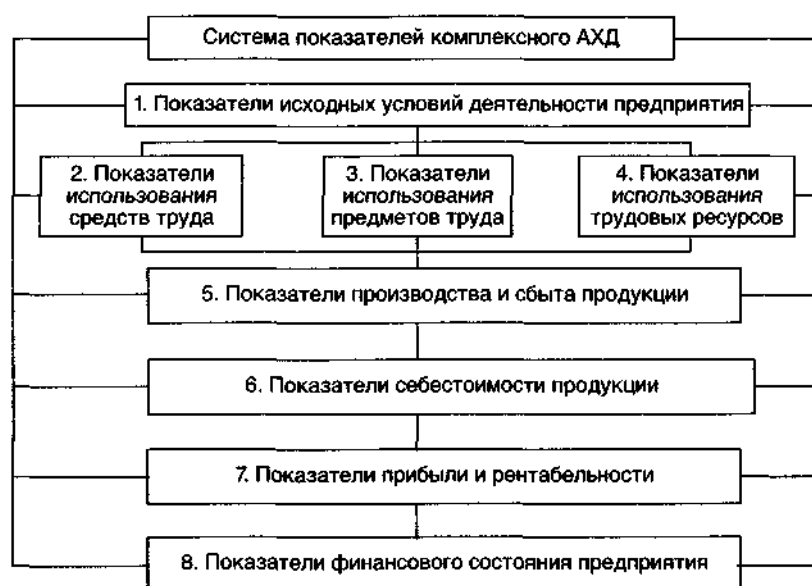 Система показателей комплексного АХД
1. Показатели исходных условий деятельности предприятия
2. Показатели
использования
средств труда
3. Показатели
использования
предметов труда
4. Показатели
использования
трудовых ресурсов
5. Показатели производства и сбыта продукции
6. Показатели себестоимости продукции
7. Показатели прибыли и рентабельности
8. Показатели финансового состояния предприятия